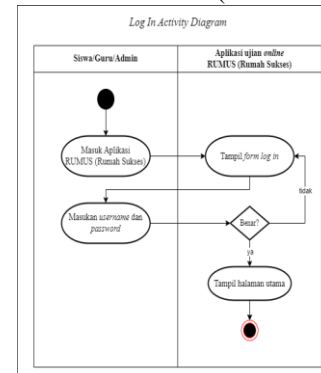 Log In Activity Diagram
Siswa/Guru/Admin
Aplikasi ujian online
RUMUS (Rumah Sukses)
Masuk Aplikasi
RUMUS (Rumah Sukses)
Tampil form log in
tidak
Masukan username dan
password
Benar?
ya
Tampil halaman utama